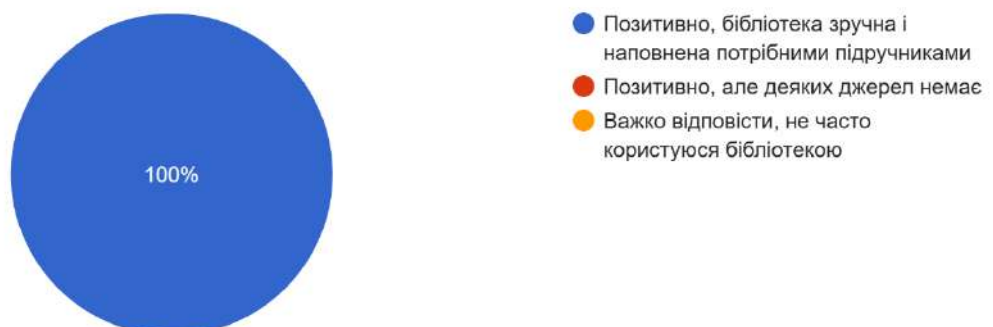 100%
Позитивно, бібліотека зручна і
наповнена потрібними підручниками
Позитивно, але деяких джерел немає
Важко відповісти, не часто
користуюся бібліотекою